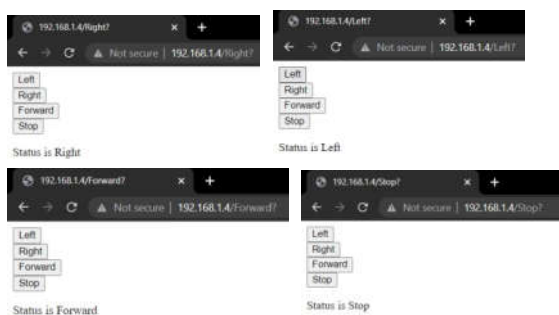 192.168.1.4/Right?
Not secure | 192.168.1.4/Right?
Left
Right
Forward
Stop
Status is Right
192.168.1.4/Left?
Not secure | 192.168.1.4/Left?
Left
Right
Forward
Stop
Status is Left
192.168.1.4/Forward?
Not secure | 192.168.1.4/Forward?
Left
Right
Forward
Stop
Status is Forward
192.168.1.4/Stop?
Not secure | 192.168.1.4/Stop?
Left
Right
Forward
Stop
Status is Stop